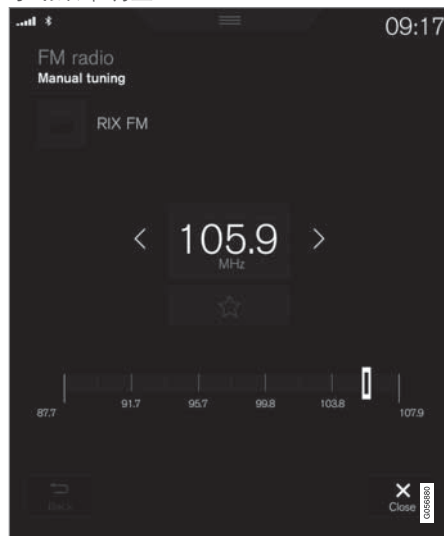 09:17
FM radio
Manual tuning
RIX FM
105.9
MHz
87.7 91.7 95.7 99.8 103.8 107.9
Back
Close
G056880